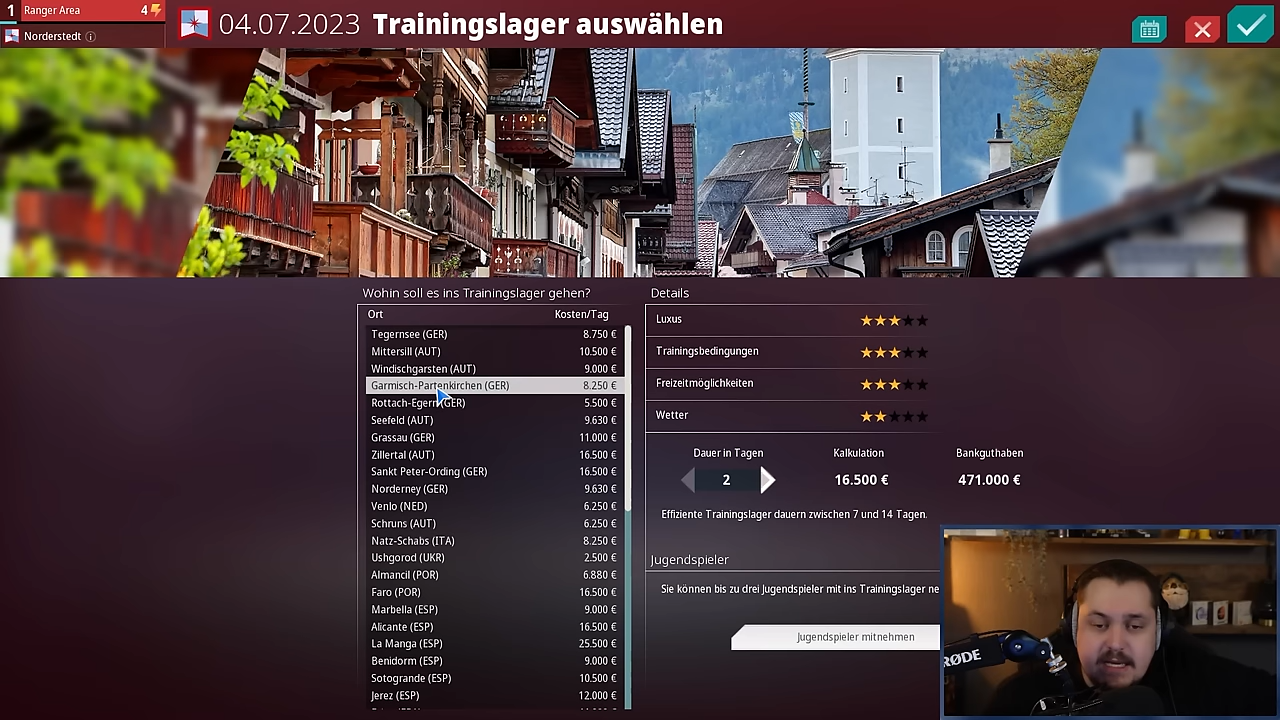 1 Ranger Area 4
Norderstedt
04.07.2023 Trainingslager auswählen
Wohin soll es ins Trainingslager gehen?
Ort Kosten/Tag
Tegernsee (GER) 8.750 €
Mittersill (AUT) 10.500 €
Windischgarsten (AUT) 9.000 €
Garmisch-Partenkirchen (GER) 8.250 €
Rottach-Egern (GER) 5.500 €
Seefeld (AUT) 9.630 €
Grassau (GER) 11.000 €
Zillertal (AUT) 16.500 €
Sankt Peter-Ording (GER) 16.500 €
Norderney (GER) 9.630 €
Venlo (NED) 6.250 €
Schruns (AUT) 6.250 €
Natz-Schabs (ITA) 8.250 €
Ushgorod (UKR) 2.500 €
Almancil (POR) 6.880 €
Faro (POR) 16.500 €
Marbella (ESP) 9.000 €
Alicante (ESP) 16.500 €
La Manga (ESP) 25.500 €
Benidorm (ESP) 9.000 €
Sotogrande (ESP) 10.500 €
Jerez (ESP) 12.000 €
Details
Luxus
Trainingsbedingungen
Freizeitmöglichkeiten
Wetter
Dauer in Tagen Kalkulation Bankguthaben
2 16.500 € 471.000 €
Effiziente Trainingslager dauern zwischen 7 und 14 Tagen.
Jugendspieler
Sie können bis zu drei Jugendspieler mit ins Trainingslager ne
Jugendspieler mitnehmen
RØDE